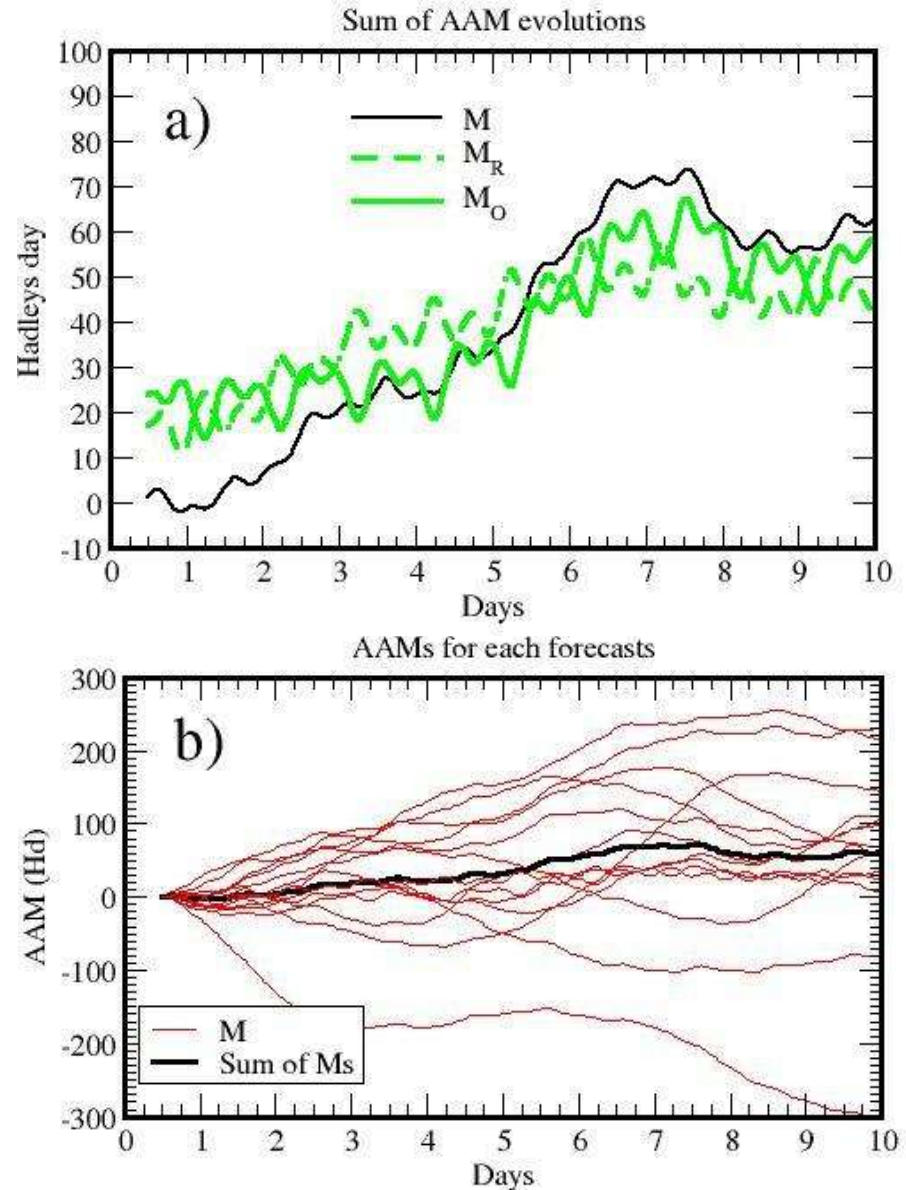 Sum of AAM evolutions
100
90
80
70
60
50
40
30
20
10
0
-10
Hadleys day
a)
M
M_R
M_O
0 1 2 3 4 5 6 7 8 9 10
Days
AAMs for each forecasts
300
200
100
0
-100
-200
-300
AAM (Hd)
b)
M
Sum of Ms
0 1 2 3 4 5 6 7 8 9 10
Days